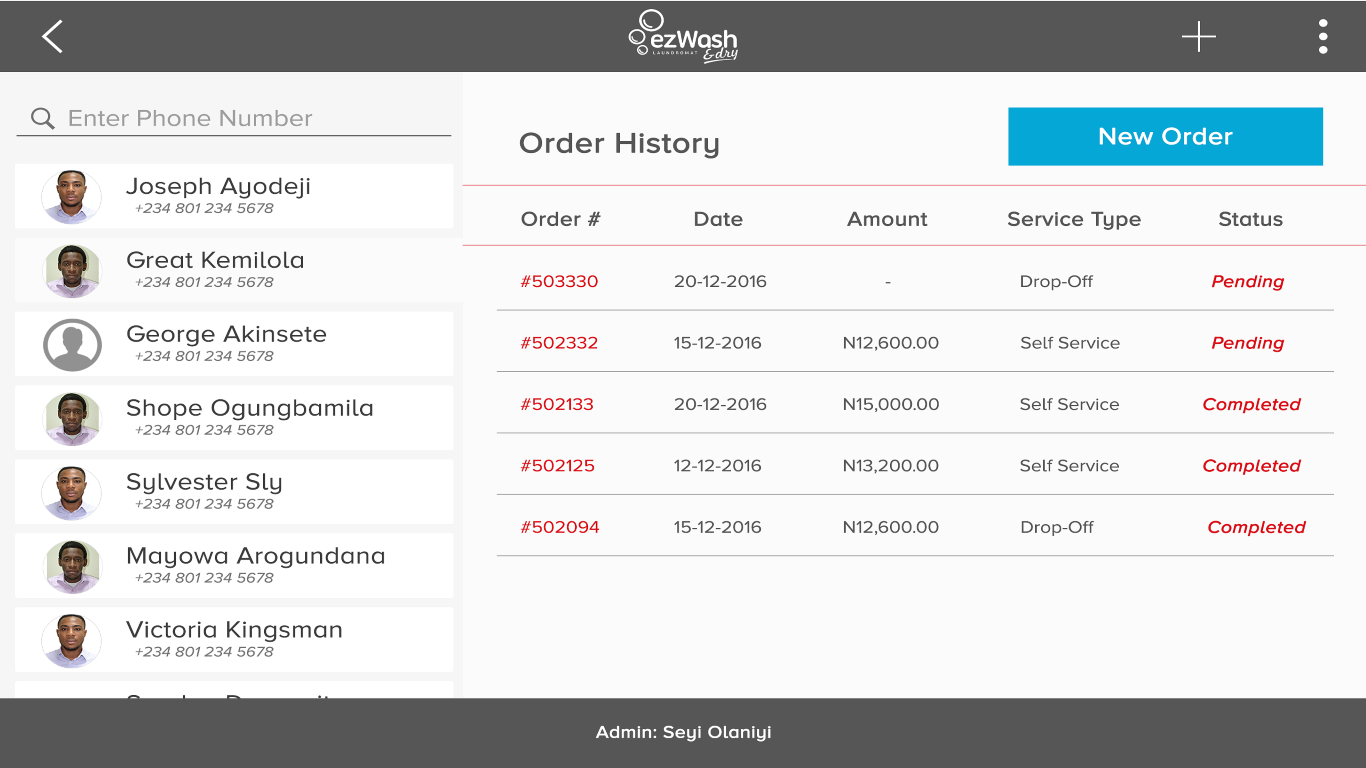 ezWash
LAUNDROMAT
& dry
Enter Phone Number
Joseph Ayodeji
+234 801 234 5678
Great Kemilola
+234 801 234 5678
George Akinsete
+234 801 234 5678
Shope Ogungbamila
+234 801 234 5678
Sylvester Sly
+234 801 234 5678
Mayowa Arogundana
+234 801 234 5678
Victoria Kingsman
+234 801 234 5678
Order History
New Order
Order # Date Amount Service Type Status
#503330 20-12-2016 - Drop-Off Pending
#502332 15-12-2016 N12,600.00 Self Service Pending
#502133 20-12-2016 N15,000.00 Self Service Completed
#502125 12-12-2016 N13,200.00 Self Service Completed
#502094 15-12-2016 N12,600.00 Drop-Off Completed
Admin: Seyi Olaniyi